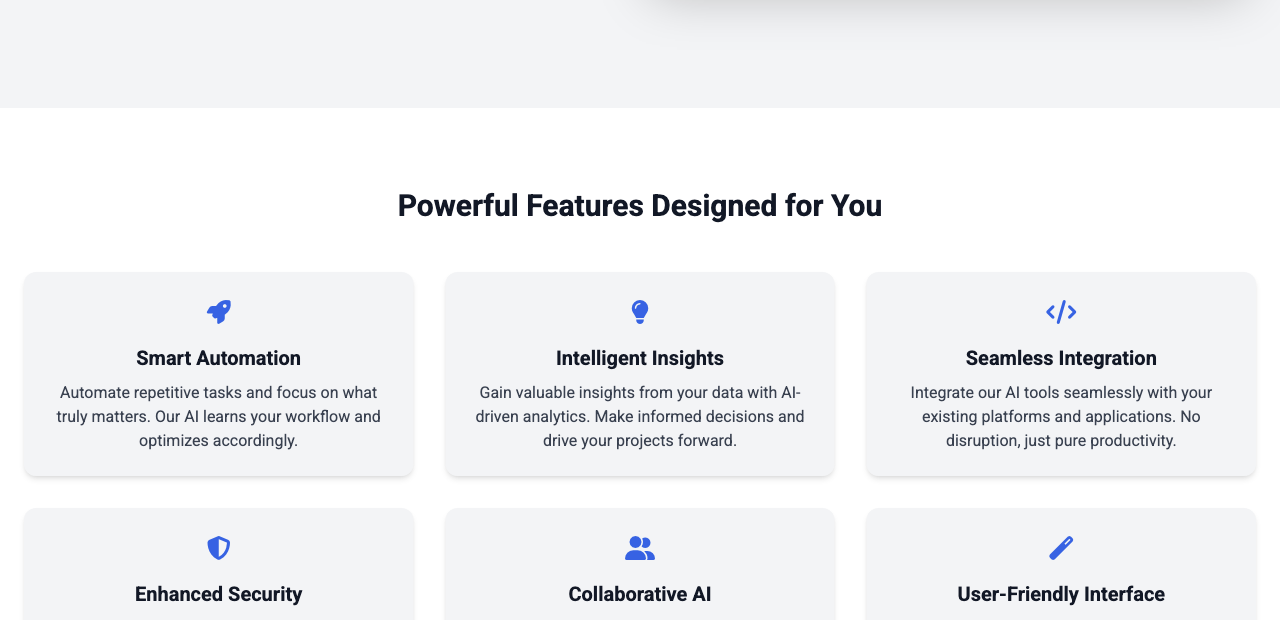 Powerful Features Designed for You
Smart Automation
Automate repetitive tasks and focus on what
truly matters. Our AI learns your workflow and
optimizes accordingly.
Intelligent Insights
Gain valuable insights from your data with AI-
driven analytics. Make informed decisions and
drive your projects forward.
Seamless Integration
Integrate our AI tools seamlessly with your
existing platforms and applications. No
disruption, just pure productivity.
Enhanced Security
Collaborative AI
User-Friendly Interface